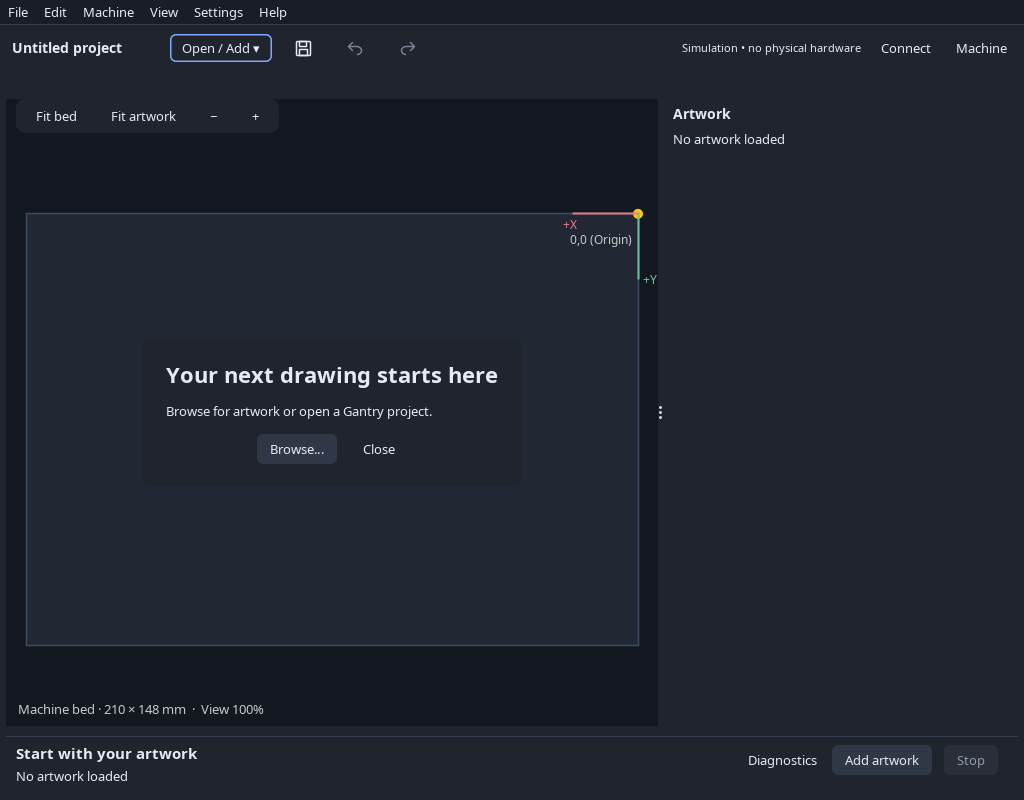 File Edit Machine View Settings Help
Untitled project Open / Add ▾ Simulation • no physical hardware Connect Machine
Fit bed Fit artwork − +
Artwork
No artwork loaded
+X
0,0 (Origin)
+Y
Your next drawing starts here
Browse for artwork or open a Gantry project.
Browse... Close
Machine bed · 210 × 148 mm · View 100%
Start with your artwork
No artwork loaded
Diagnostics Add artwork Stop